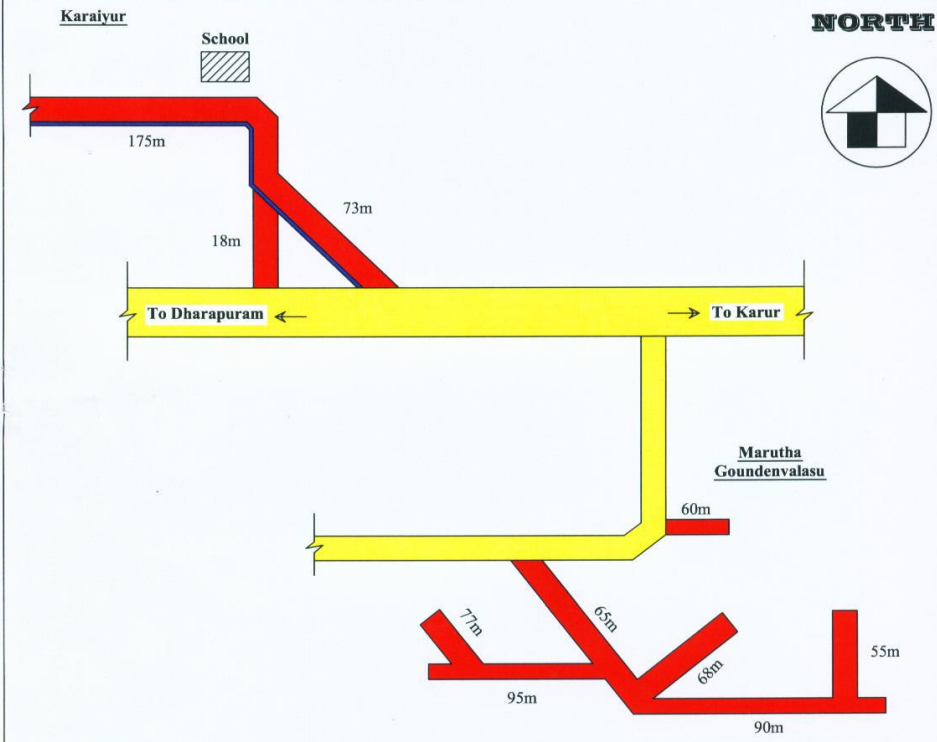 Karaiyur
NORTH
School
175m
73m
18m
To Dharapuram
To Karur
Marutha
Goundenvalasu
60m
77m
65m
68m
55m
95m
90m